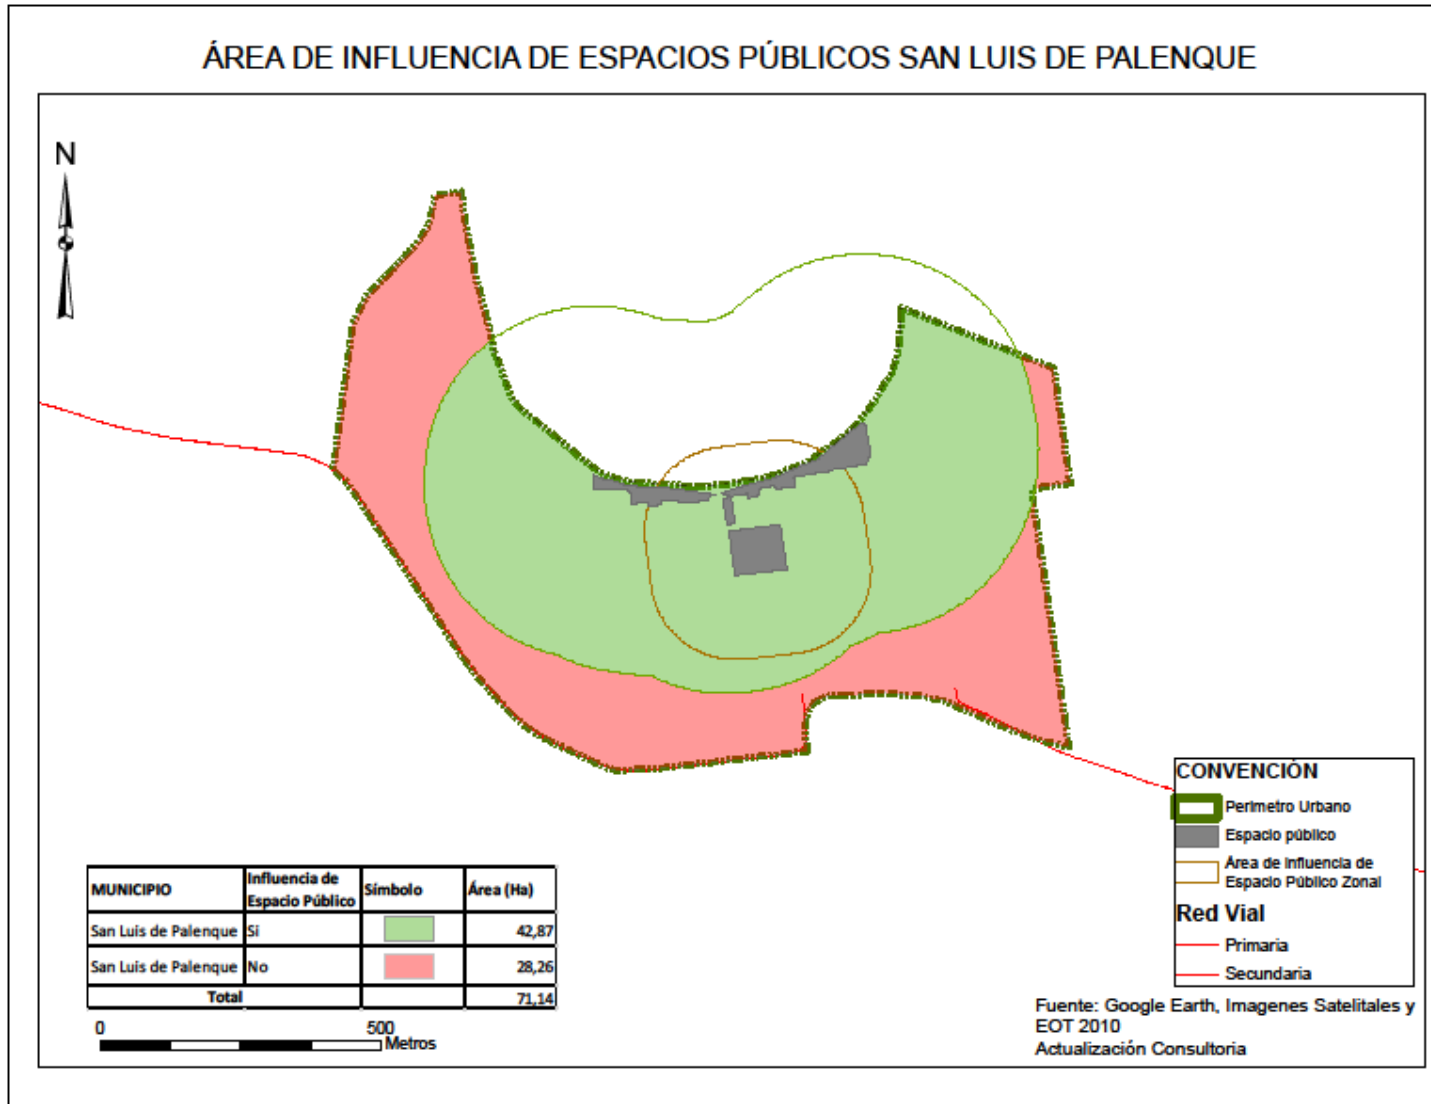 ÁREA DE INFLUENCIA DE ESPACIOS PÚBLICOS SAN LUIS DE PALENQUE
N
CONVENCIÓN
Perimetro Urbano
Espacio público
Área de Influencia de
Espacio Público Zonal
Red Vial
Primaria
Secundaria
MUNICIPIO Influencia de Espacio Público Símbolo Área (Ha)
San Luis de Palenque Si 42,87
San Luis de Palenque No 28,26
Total 71,14
0 500
Metros
Fuente: Google Earth, Imagenes Satelitales y
EOT 2010
Actualización Consultoria